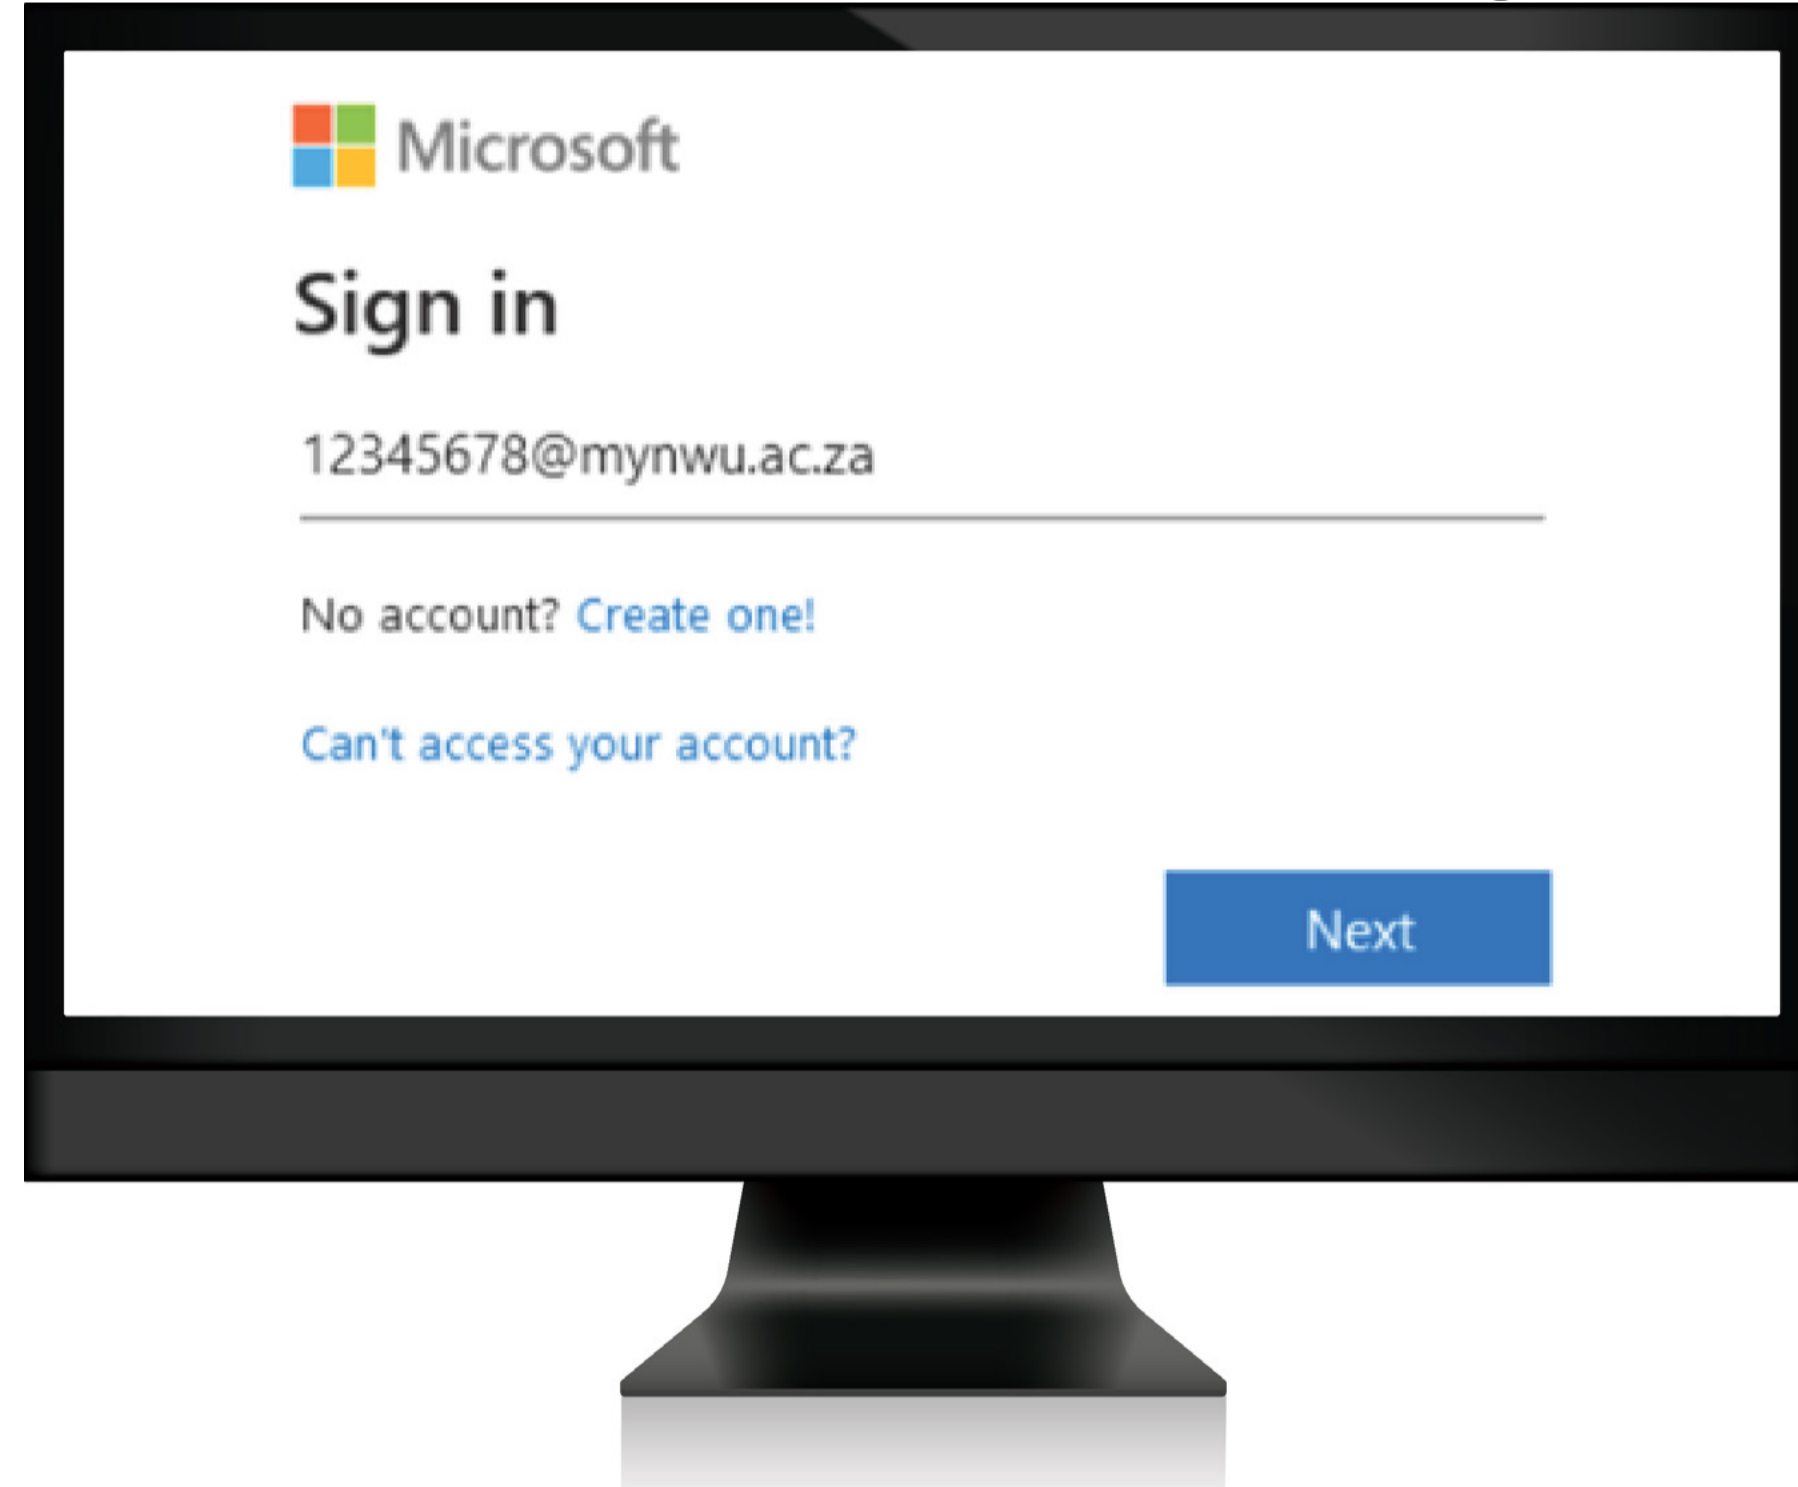 Microsoft
Sign in
12345678@mynwu.ac.za
No account? Create one!
Can't access your account?
Next